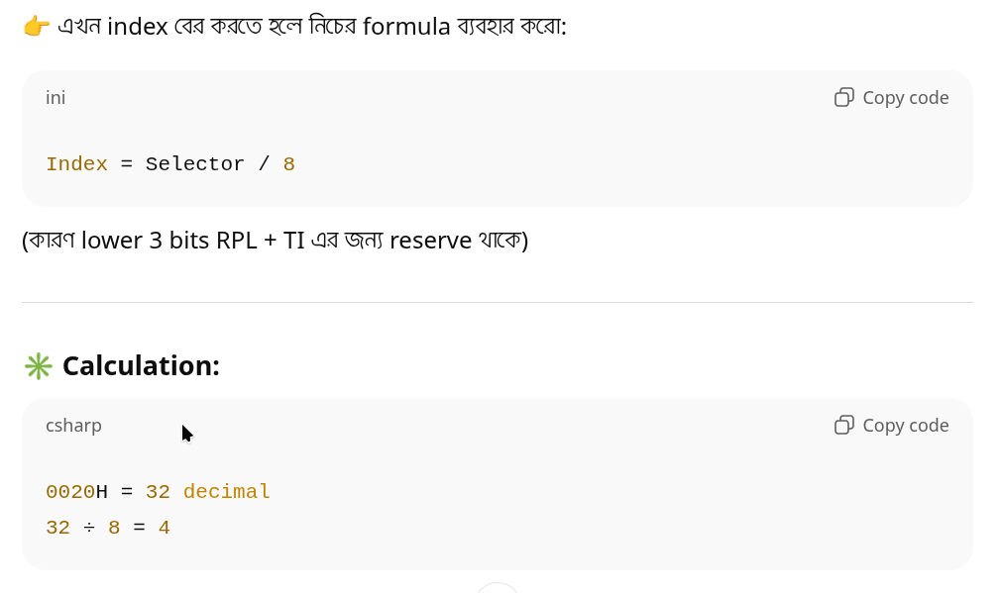 👉 এখন index বের করতে হলে নিচের formula ব্যবহার করো:
ini
Copy code
Index = Selector / 8
(কারণ lower 3 bits RPL + TI এর জন্য reserve থাকে)
✳️ Calculation:
csharp
Copy code
0020H = 32 decimal
32 ÷ 8 = 4